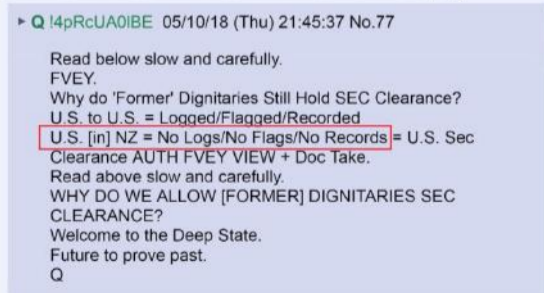 ▶ Q !4pRcUA0lBE 05/10/18 (Thu) 21:45:37 No.77
Read below slow and carefully.
FVEY.
Why do 'Former' Dignitaries Still Hold SEC Clearance?
U.S. to U.S. = Logged/Flagged/Recorded
U.S. [in] NZ = No Logs/No Flags/No Records = U.S. Sec
Clearance AUTH FVEY VIEW + Doc Take.
Read above slow and carefully.
WHY DO WE ALLOW [FORMER] DIGNITARIES SEC
CLEARANCE?
Welcome to the Deep State.
Future to prove past.
Q